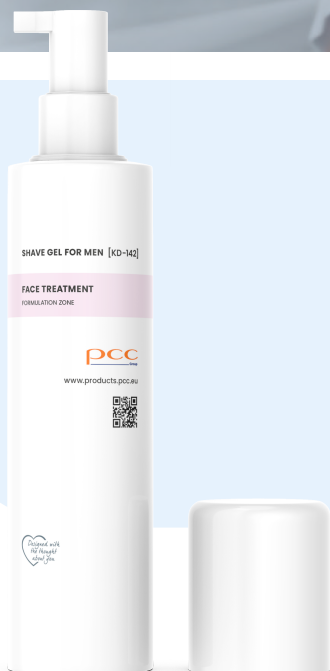 SHAVE GEL FOR MEN [KD-142]
FACE TREATMENT
FORMULATION ZONE
pcc
www.products.pcc.eu
Designed with
the thought
about you